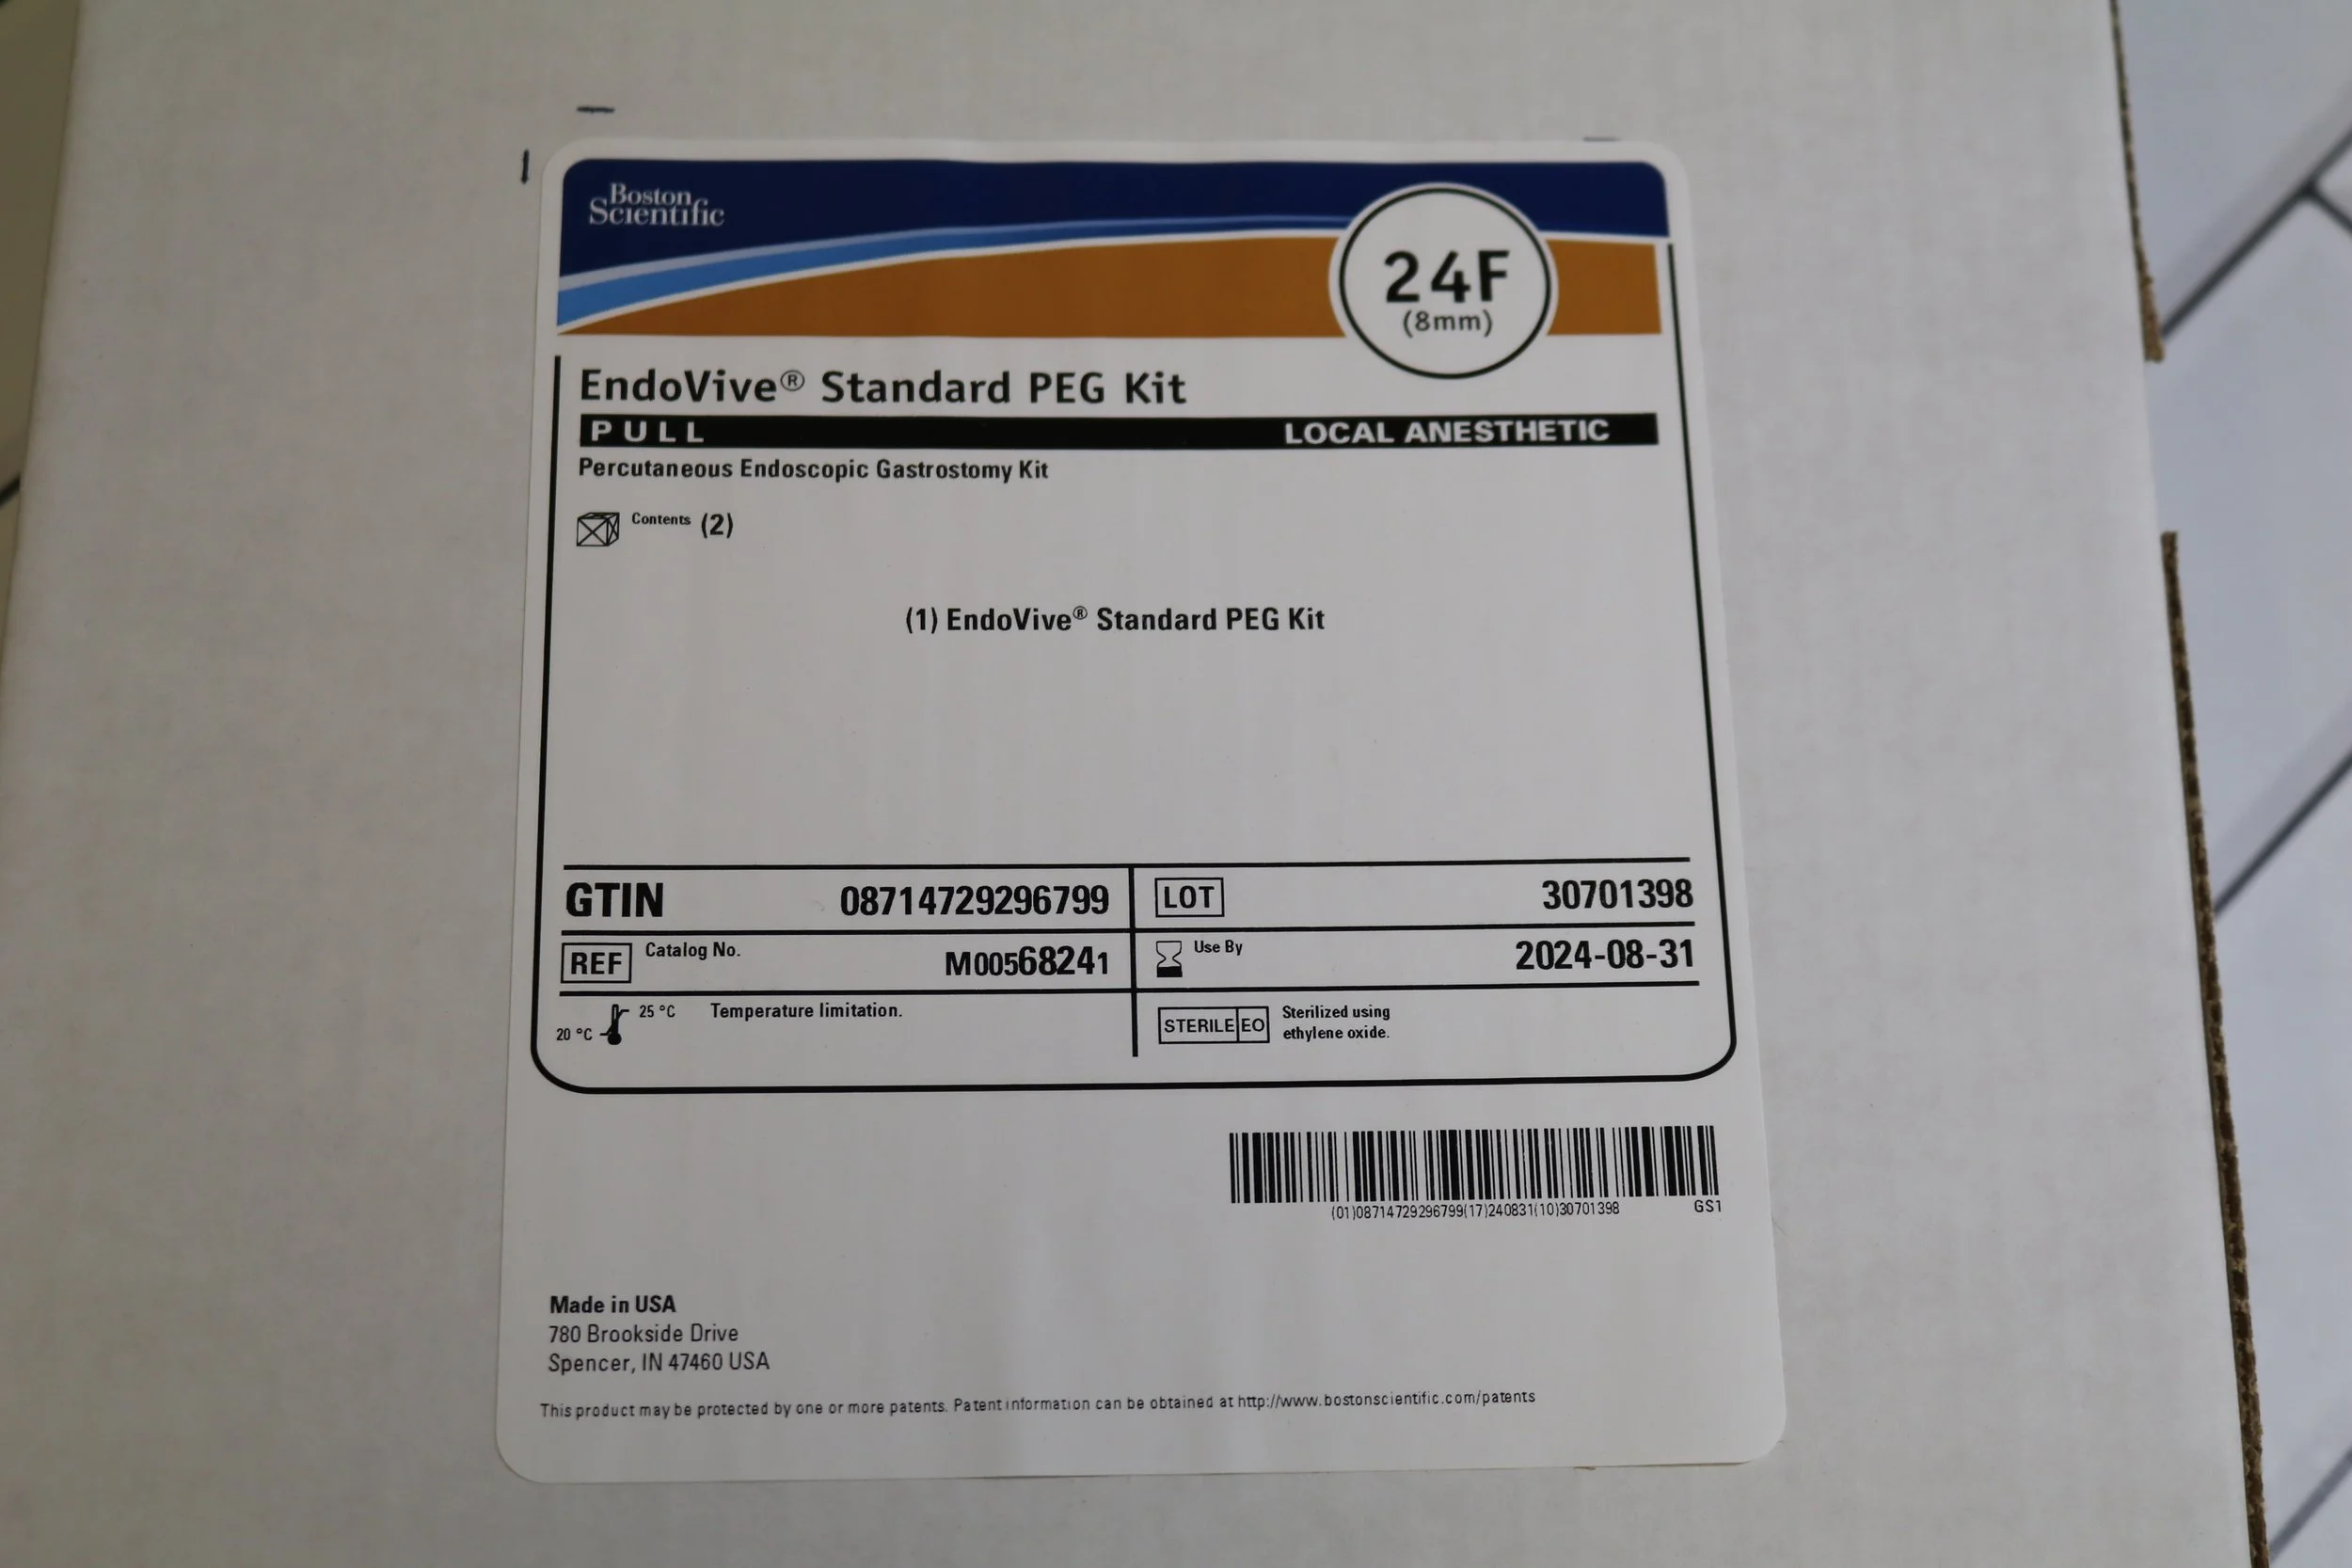 Boston
Scientific
24F
(8mm)
EndoVive® Standard PEG Kit
PULL LOCAL ANESTHETIC
Percutaneous Endoscopic Gastrostomy Kit
Contents (2)
(1) EndoVive® Standard PEG Kit
GTIN 08714729296799 LOT 30701398
REF Catalog No. M00568241 Use By 2024-08-31
20 °C 25 °C Temperature limitation. STERILE EO Sterilized using
ethylene oxide.
(01)08714729296799(17)240831(10)30701398 GS1
Made in USA
780 Brookside Drive
Spencer, IN 47460 USA
This product may be protected by one or more patents. Patent information can be obtained at http://www.bostonscientific.com/patents